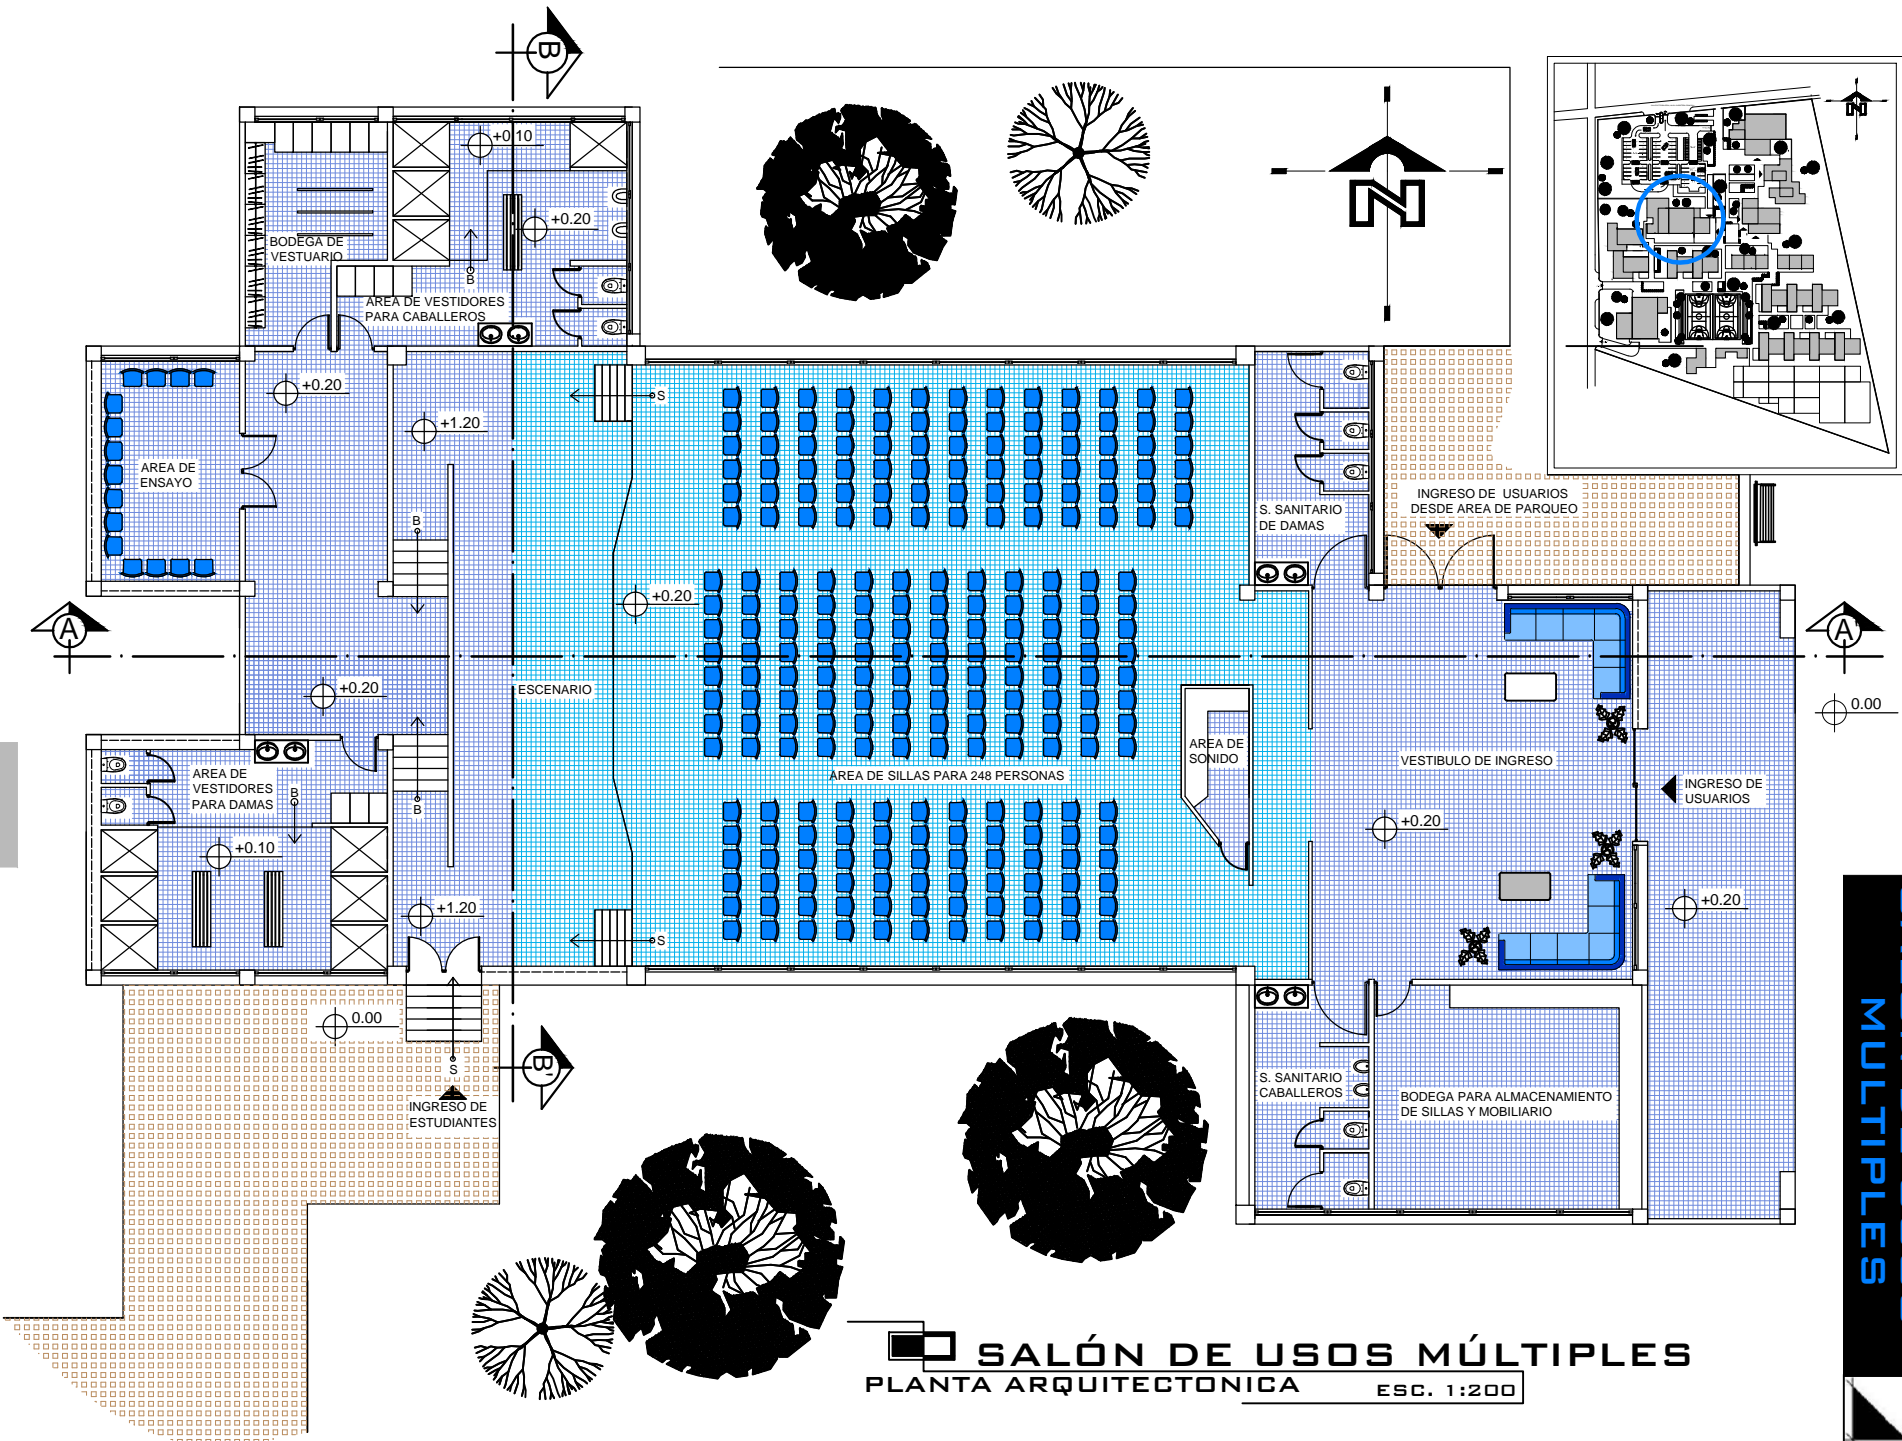 B
+0.10
+0.20
BODEGA DE
VESTUARIO
B
AREA DE VESTIDORES
PARA CABALLEROS
N
N
+0.20
+1.20
S
AREA DE
ENSAYO
B
S. SANITARIO
DE DAMAS
INGRESO DE USUARIOS
DESDE AREA DE PARQUEO
+0.20
A
A'
+0.20
ESCENARIO
0.00
AREA DE
SONIDO
VESTIBULO DE INGRESO
AREA DE SILLAS PARA 248 PERSONAS
INGRESO DE
USUARIOS
AREA DE
VESTIDORES
PARA DAMAS
B
B
+0.10
+0.20
+1.20
+0.20
S
0.00
S
B'
INGRESO DE
ESTUDIANTES
S. SANITARIO
CABALLEROS
BODEGA PARA ALMACENAMIENTO
DE SILLAS Y MOBILIARIO
MULTIPLES
SALÓN DE USOS MÚLTIPLES
PLANTA ARQUITECTONICA
ESC. 1:200